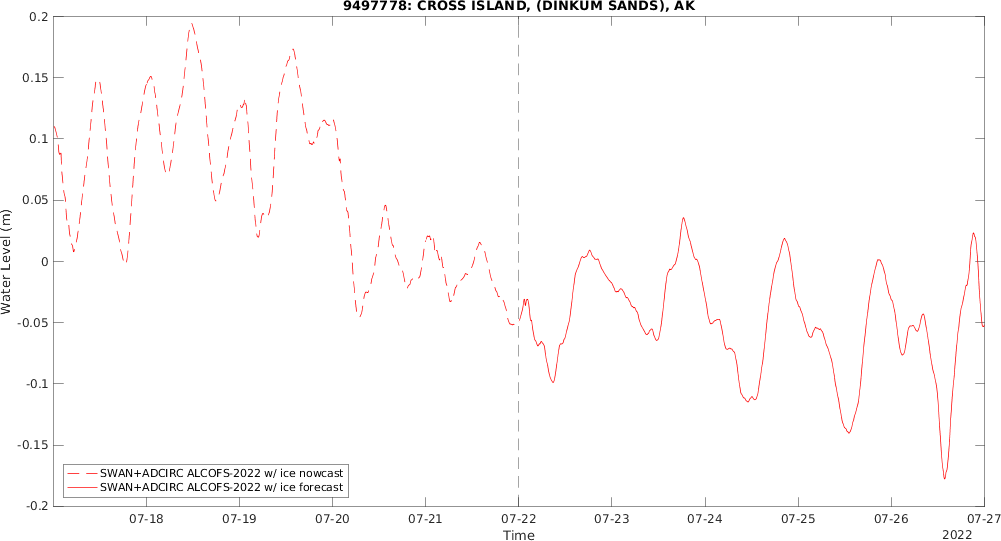 9497778: CROSS ISLAND, (DINKUM SANDS), AK
0.2
0.15
0.1
0.05
0
-0.05
-0.1
-0.15
-0.2
Water Level (m)
SWAN+ADCIRC ALCOFS-2022 w/ ice nowcast
SWAN+ADCIRC ALCOFS-2022 w/ ice forecast
07-18 07-19 07-20 07-21 07-22 07-23 07-24 07-25 07-26 07-27
Time
2022